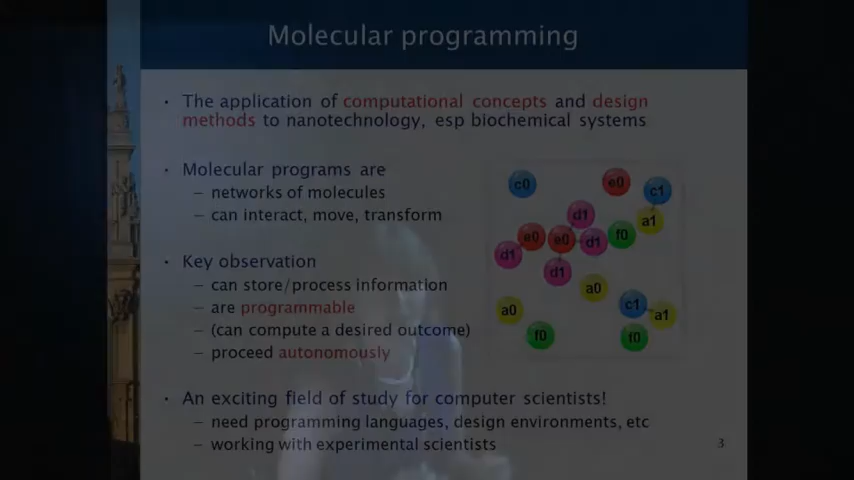 Molecular programming
• The application of computational concepts and design
methods to nanotechnology, esp biochemical systems
• Molecular programs are
– networks of molecules
– can interact, move, transform
• Key observation
– can store/process information
– are programmable
– (can compute a desired outcome)
– proceed autonomously
• An exciting field of study for computer scientists!
– need programming languages, design environments, etc
– working with experimental scientists
c0
e0
c1
d1
a1
e0
e0
d1
f0
d1
d1
a0
a0
c1
a1
f0
f0
3